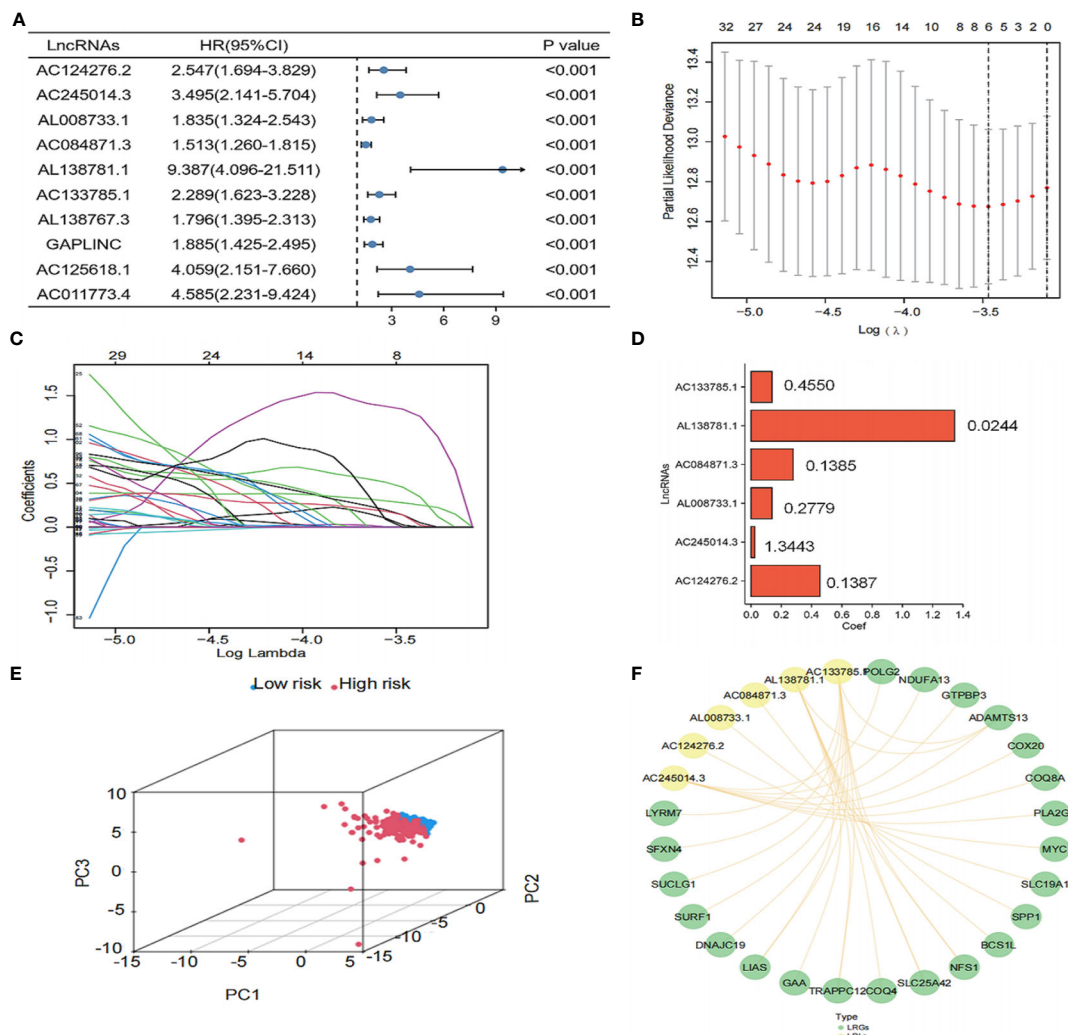 A
LncRNAs HR(95%CI) P value
AC124276.2 2.547(1.694-3.829) <0.001
AC245014.3 3.495(2.141-5.704) <0.001
AL008733.1 1.835(1.324-2.543) <0.001
AC084871.3 1.513(1.260-1.815) <0.001
AL138781.1 9.387(4.096-21.511) <0.001
AC133785.1 2.289(1.623-3.228) <0.001
AL138767.3 1.796(1.395-2.313) <0.001
GAPLINC 1.885(1.425-2.495) <0.001
AC125618.1 4.059(2.151-7.660) <0.001
AC011773.4 4.585(2.231-9.424) <0.001
3 6 9
B
32 27 24 24 19 16 14 10 8 8 6 5 3 2 0
Partial Likelihood Deviance
13.4
13.2
13.0
12.8
12.6
12.4
−5.0 −4.5 −4.0 −3.5
Log (λ)
C
29 24 14 8
Coefficients
1.5
1.0
0.5
0.0
0.5
−1.0
−5.0 −4.5 −4.0 −3.5
Log Lambda
D
LncRNAs
AC133785.1 0.4550
AL138781.1 0.0244
AC084871.3 0.1385
AL008733.1 0.2779
AC245014.3 1.3443
AC124276.2 0.1387
0.0 0.2 0.4 0.6 0.8 1.0 1.2 1.4
Coef
E
Low risk High risk
PC3
10
5
0
-5
-10
-15 -10 -5 0 5
PC1
-15
-10
-5
0
PC2
F
AC133785.1
AL138781.1
AC084871.3
AL008733.1
AC124276.2
AC245014.3
LYRM7
SFXN4
SUCLG1
SURF1
DNAJC19
LIAS
GAA
TRAPPC12
COQ4
SLC25A42
NFS1
BCS1L
SPP1
SLC19A1
MYC
PLA2G
COQ8A
COX20
ADAMTS13
GTPBP3
NDUFA13
POLG2
Type
LRGs